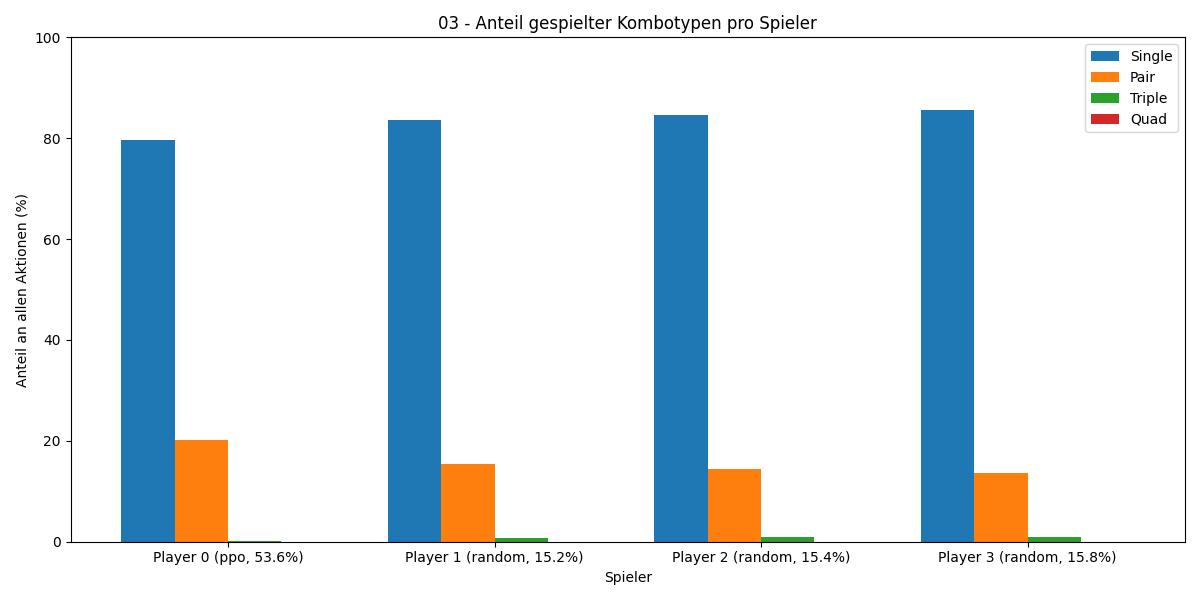 03 - Anteil gespielter Kombotypen pro Spieler
100
80
60
40
20
0
Anteil an allen Aktionen (%)
Single
Pair
Triple
Quad
Player 0 (ppo, 53.6%)
Player 1 (random, 15.2%)
Player 2 (random, 15.4%)
Player 3 (random, 15.8%)
Spieler